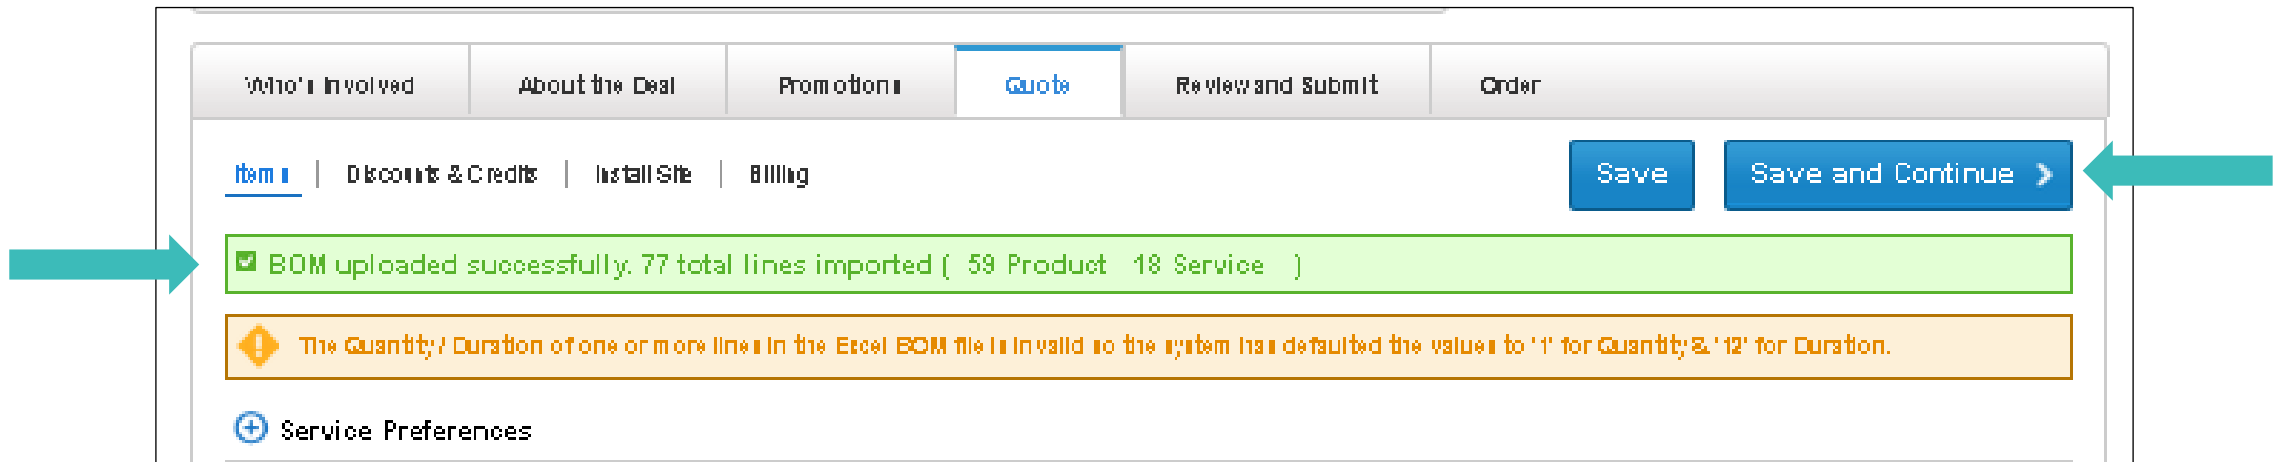 Who's Involved About the Deal Promotions Quote Review and Submit Order
Items Discounts & Credits Install Site Billing Save Save and Continue
BOM uploaded successfully. 77 total lines imported ( 59 Product 18 Service )
The Quantity / Duration of one or more lines in the Excel BOM file is invalid so the system has defaulted the values to '1' for Quantity & '12' for Duration.
Service Preferences